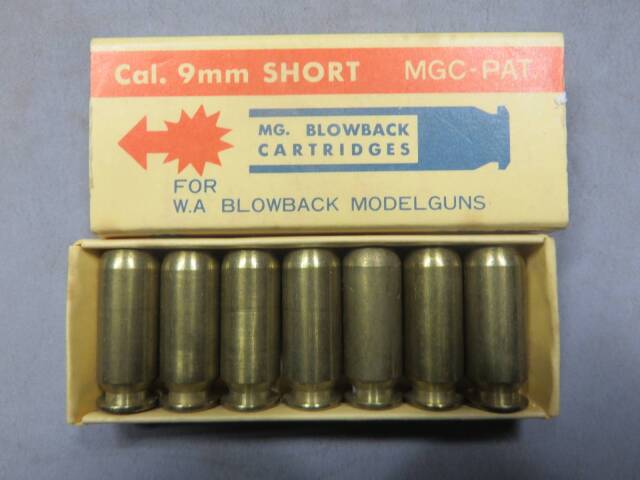 Cal. 9mm SHORT MGC-PAT.
MG. BLOWBACK
CARTRIDGES
FOR
W.A BLOWBACK MODELGUNS